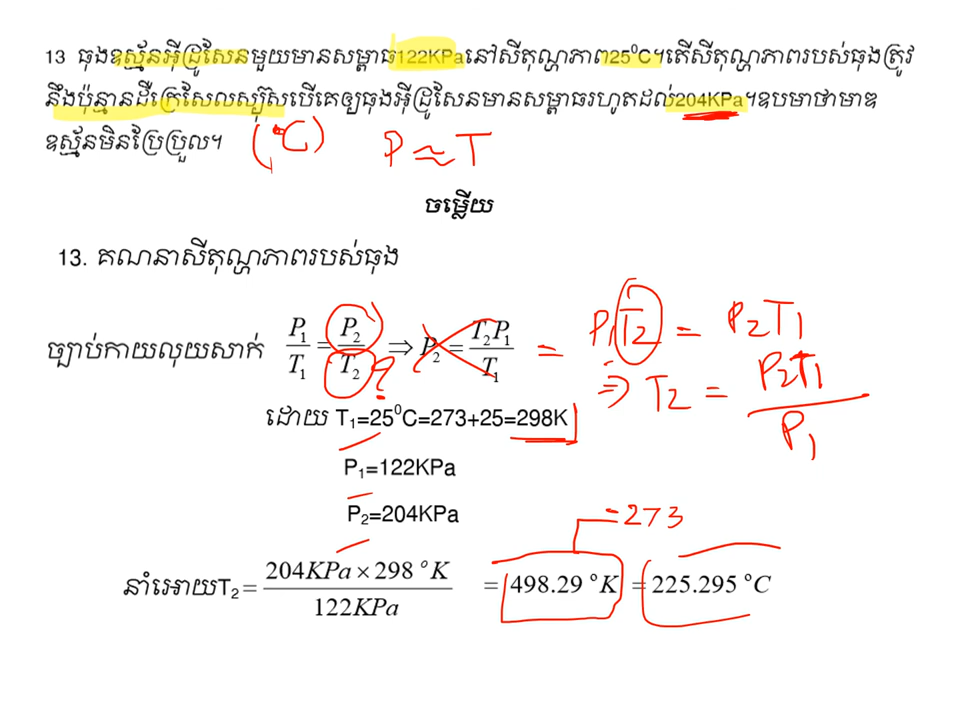 13 ធុងឧស្ម័នអ៊ីដ្រូសែនមួយមានសម្ពាធ122KPaនៅសីតុណ្ហភាព25⁰C។តើសីតុណ្ហភាពរបស់ធុងត្រូវ
នឹងប៉ុន្មានដឺក្រេសែលស្យ៊ុសបើគេឲ្យធុងអ៊ីដ្រូសែនមានសម្ពាធរហូតដល់204KPa។ឧបមាថាមាឌ
ឧស្ម័នមិនប្រែប្រួល។ (°C) P ≈ T
ចម្លើយ
13. គណនាសីតុណ្ហភាពរបស់ធុង
ច្បាប់កាយលុយសាក់ P₁/T₁ = P₂/T₂ ⇒ P₂ = T₂P₁/T₁ = P₁T₂ = P₂T₁
?
⇒ T₂ = P₂T₁/P₁
ដោយ T₁=25⁰C=273+25=298K
P₁=122KPa
P₂=204KPa
-273
នាំអោយT₂ = 204KPa × 298 °K / 122KPa = 498.29 °K = 225.295 °C